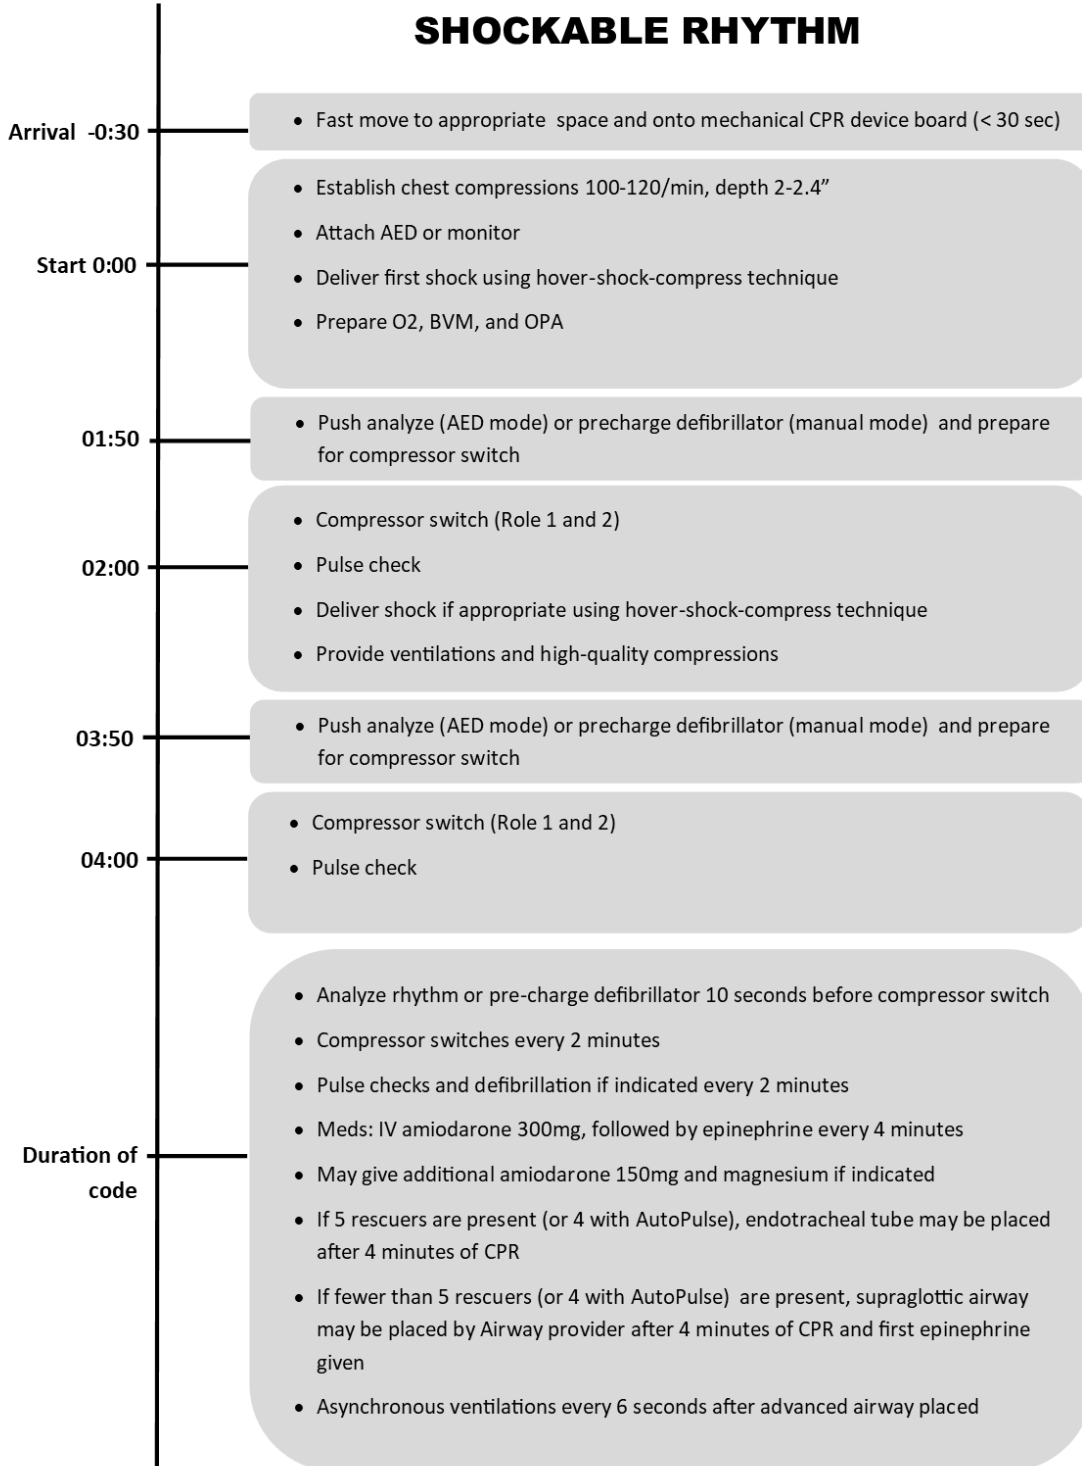 SHOCKABLE RHYTHM
Arrival -0:30
• Fast move to appropriate space and onto mechanical CPR device board (< 30 sec)
Start 0:00
• Establish chest compressions 100-120/min, depth 2-2.4”
• Attach AED or monitor
• Deliver first shock using hover-shock-compress technique
• Prepare O2, BVM, and OPA
01:50
• Push analyze (AED mode) or precharge defibrillator (manual mode) and prepare
for compressor switch
02:00
• Compressor switch (Role 1 and 2)
• Pulse check
• Deliver shock if appropriate using hover-shock-compress technique
• Provide ventilations and high-quality compressions
03:50
• Push analyze (AED mode) or precharge defibrillator (manual mode) and prepare
for compressor switch
04:00
• Compressor switch (Role 1 and 2)
• Pulse check
Duration of
code
• Analyze rhythm or pre-charge defibrillator 10 seconds before compressor switch
• Compressor switches every 2 minutes
• Pulse checks and defibrillation if indicated every 2 minutes
• Meds: IV amiodarone 300mg, followed by epinephrine every 4 minutes
• May give additional amiodarone 150mg and magnesium if indicated
• If 5 rescuers are present (or 4 with AutoPulse), endotracheal tube may be placed
after 4 minutes of CPR
• If fewer than 5 rescuers (or 4 with AutoPulse) are present, supraglottic airway
may be placed by Airway provider after 4 minutes of CPR and first epinephrine
given
• Asynchronous ventilations every 6 seconds after advanced airway placed